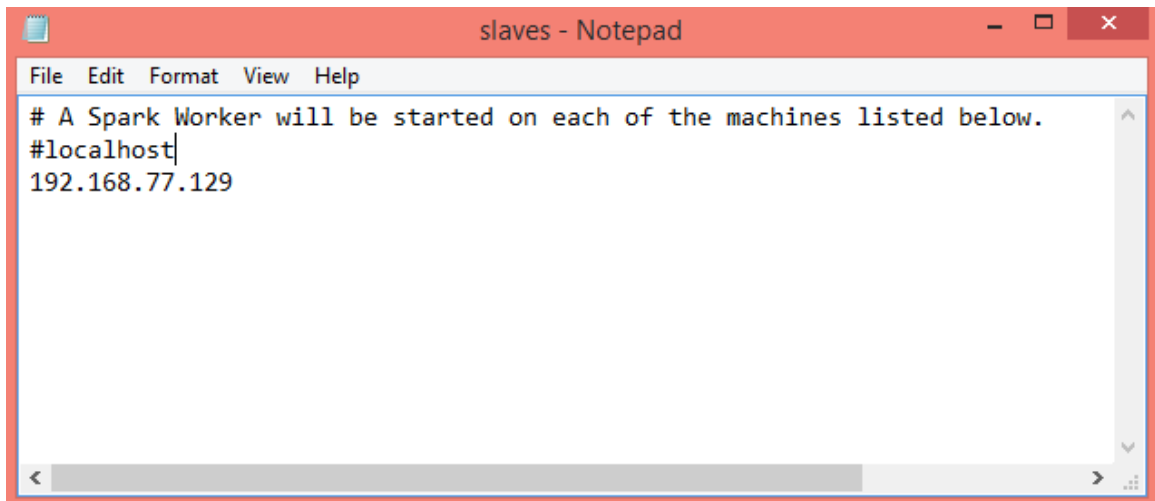 slaves - Notepad
File Edit Format View Help
# A Spark Worker will be started on each of the machines listed below.
#localhost
192.168.77.129